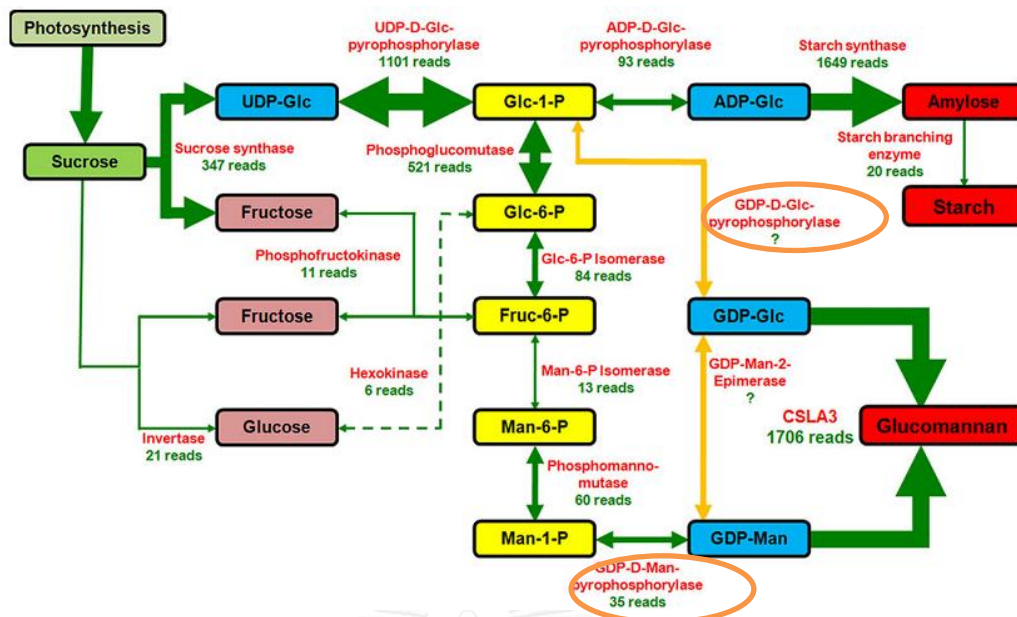 Photosynthesis
UDP-D-Glc-
pyrophosphorylase
1101 reads
ADP-D-Glc-
pyrophosphorylase
93 reads
Starch synthase
1649 reads
UDP-Glc
Glc-1-P
ADP-Glc
Amylose
Sucrose
Sucrose synthase
347 reads
Phosphoglucomutase
521 reads
Starch branching
enzyme
20 reads
Fructose
Glc-6-P
GDP-D-Glc-
pyrophosphorylase
?
Starch
Phosphofructokinase
11 reads
Glc-6-P Isomerase
84 reads
Fructose
Fruc-6-P
GDP-Glc
Hexokinase
6 reads
Man-6-P Isomerase
13 reads
GDP-Man-2-
Epimerase
?
CSLA3
1706 reads
Glucomannan
Invertase
21 reads
Glucose
Man-6-P
Phosphomanno-
mutase
60 reads
Man-1-P
GDP-Man
GDP-D-Man-
pyrophosphorylase
35 reads